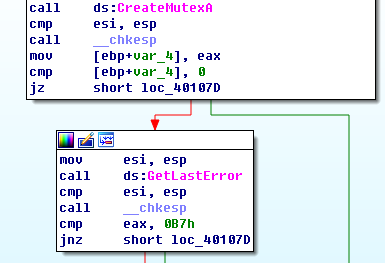 call ds:CreateMutexA
cmp esi, esp
call __chkesp
mov [ebp+var_4], eax
cmp [ebp+var_4], 0
jz short loc_40107D
mov esi, esp
call ds:GetLastError
cmp esi, esp
call __chkesp
cmp eax, 0B7h
jnz short loc_40107D